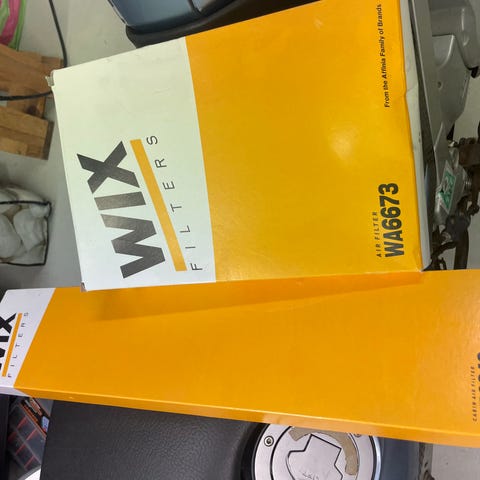 WIX
FILTERS
From the Affinia Family of Brands
AIR FILTER
WA6673
WIX
FILTERS
CABIN AIR FILTER